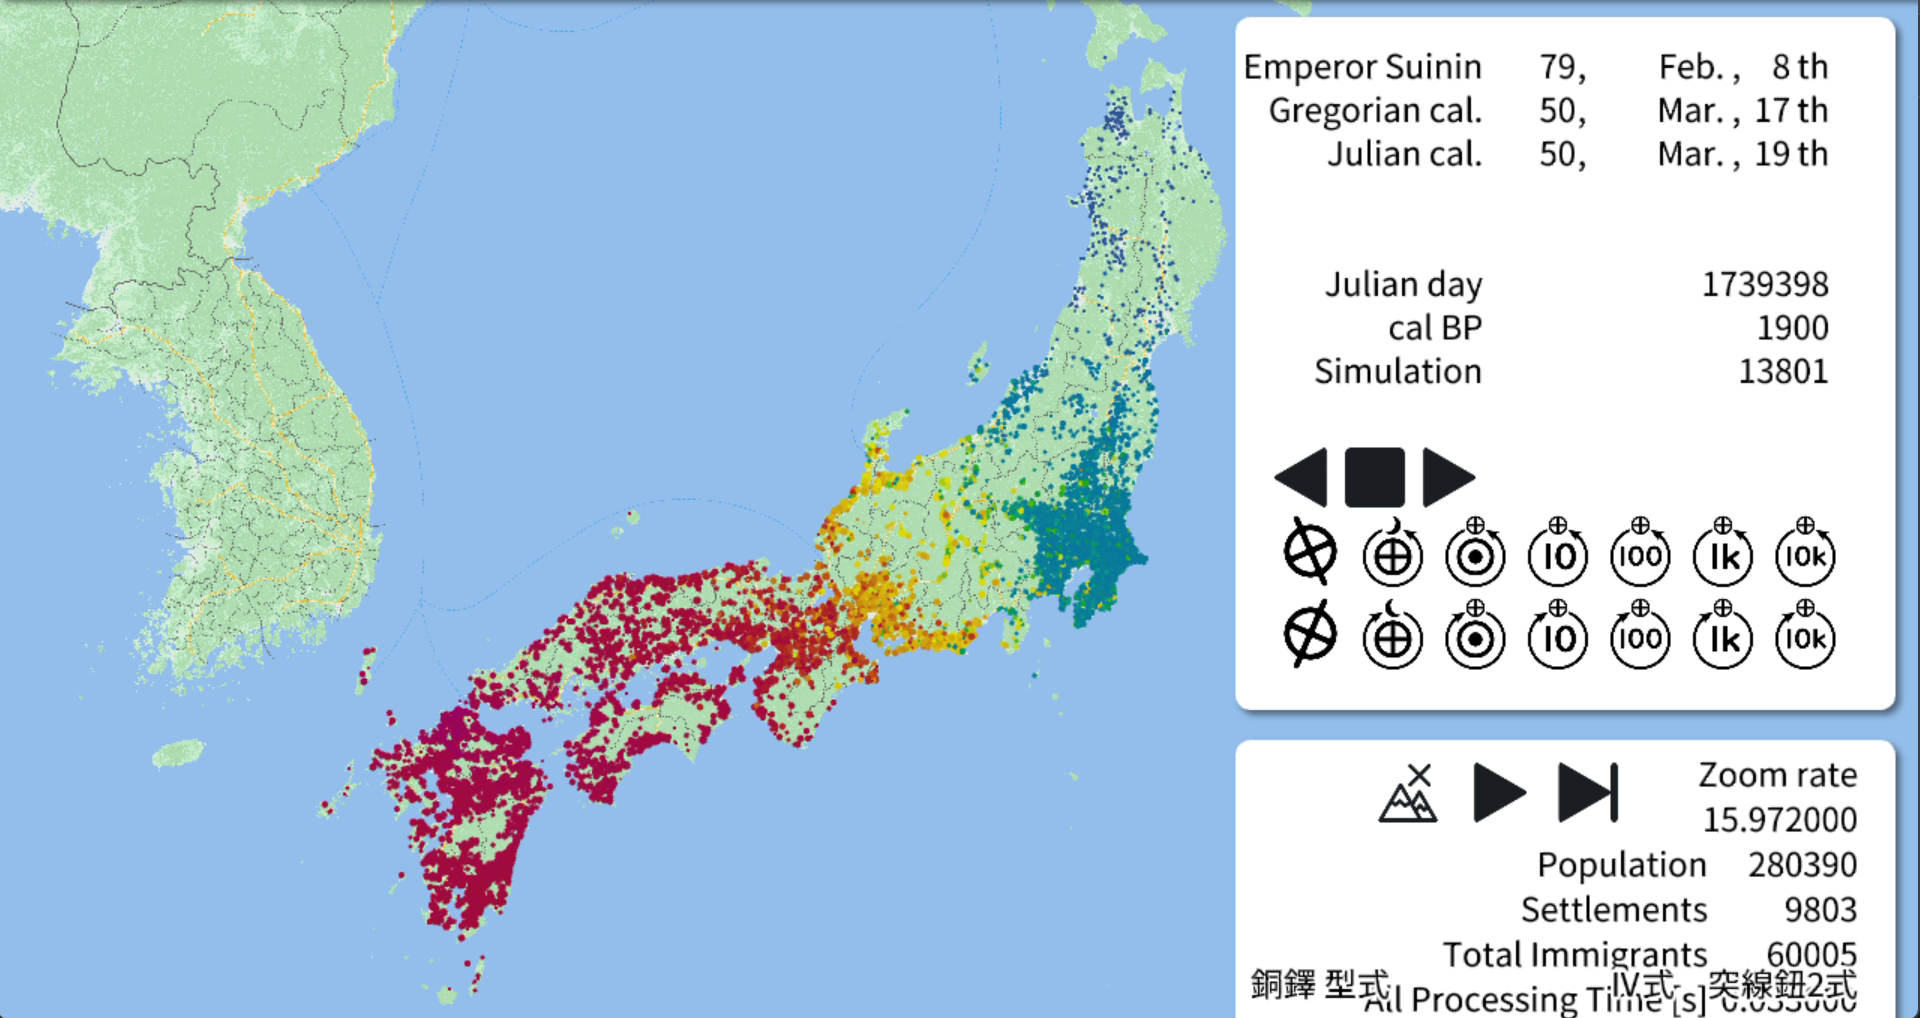 Emperor Suinin 79, Feb. , 8 th
Gregorian cal. 50, Mar. , 17 th
Julian cal. 50, Mar. , 19 th
Julian day 1739398
cal BP 1900
Simulation 13801
10 100 1k 10k
10 100 1k 10k
Zoom rate
15.972000
Population 280390
Settlements 9803
Total Immigrants 60005
銅鐸 型式 Ⅳ式 突線鈕2式
All Processing Time [s]